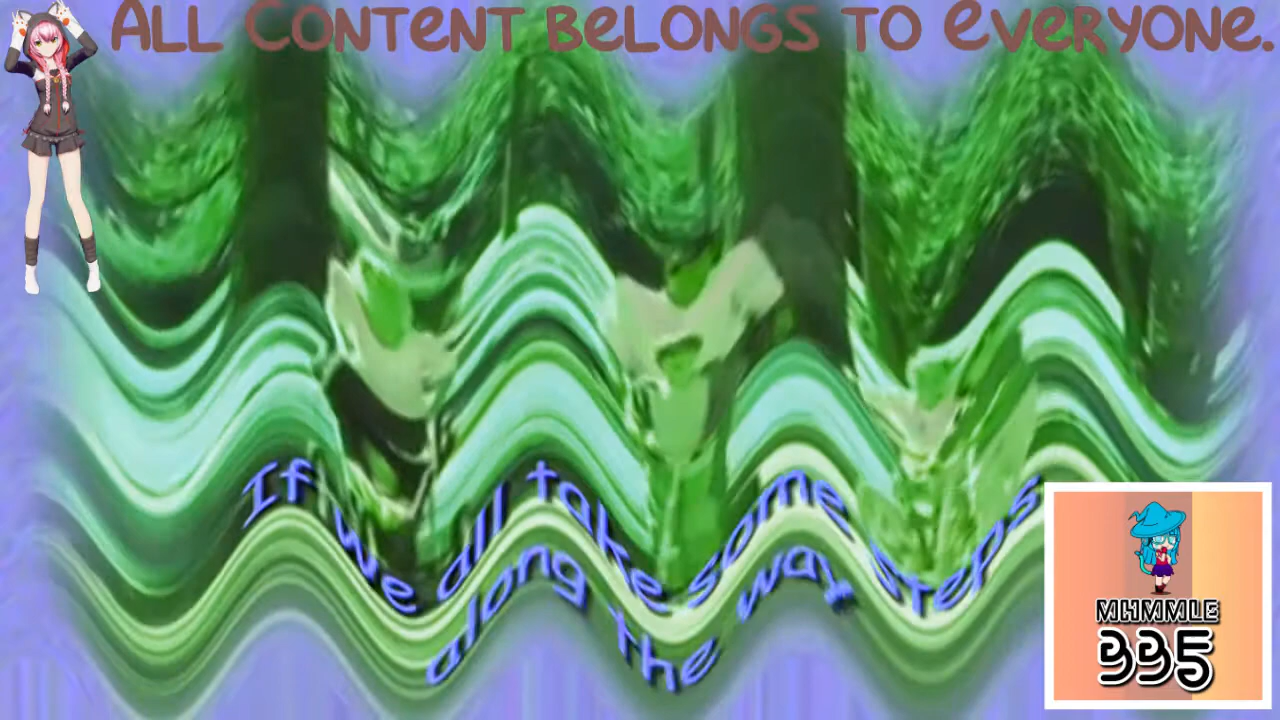 All Content belongs to everyone.
If we all take some steps
along the way
MHMMLE
335